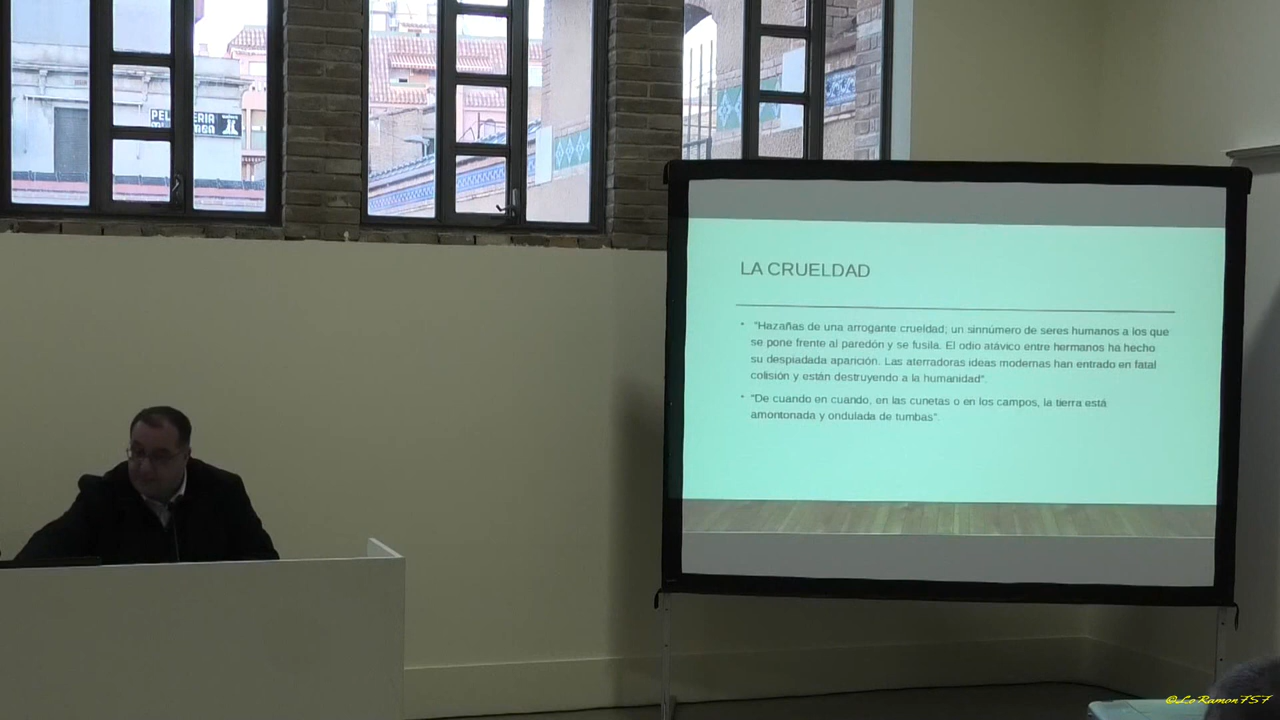 PEL ERIA
LA CRUELDAD
• "Hazañas de una arrogante crueldad; un sinnúmero de seres humanos a los que
se pone frente al paredón y se fusila. El odio atávico entre hermanos ha hecho
su despiadada aparición. Las aterradoras ideas modernas han entrado en fatal
colisión y están destruyendo a la humanidad".
• "De cuando en cuando, en las cunetas o en los campos, la tierra está
amontonada y ondulada de tumbas".
©LoRamon757